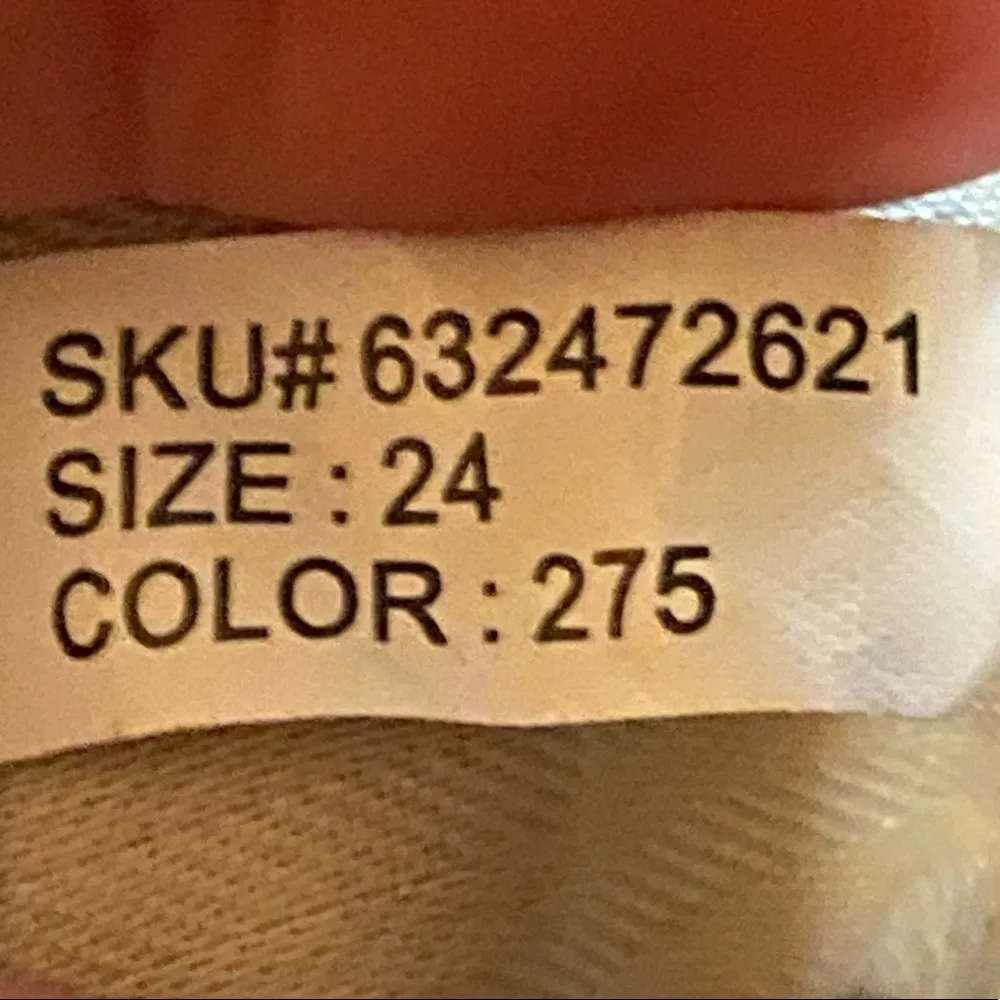 SKU# 632472621
SIZE : 24
COLOR : 275